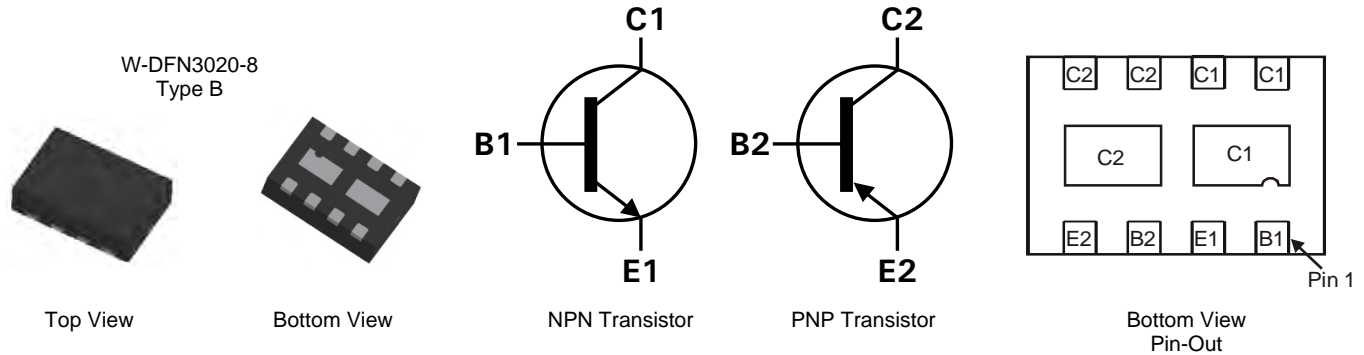 W-DFN3020-8
Type B
Top View
Bottom View
C1
B1
E1
NPN Transistor
C2
B2
E2
PNP Transistor
C2 C2 C1 C1
C2 C1
E2 B2 E1 B1
Pin 1
Bottom View
Pin-Out